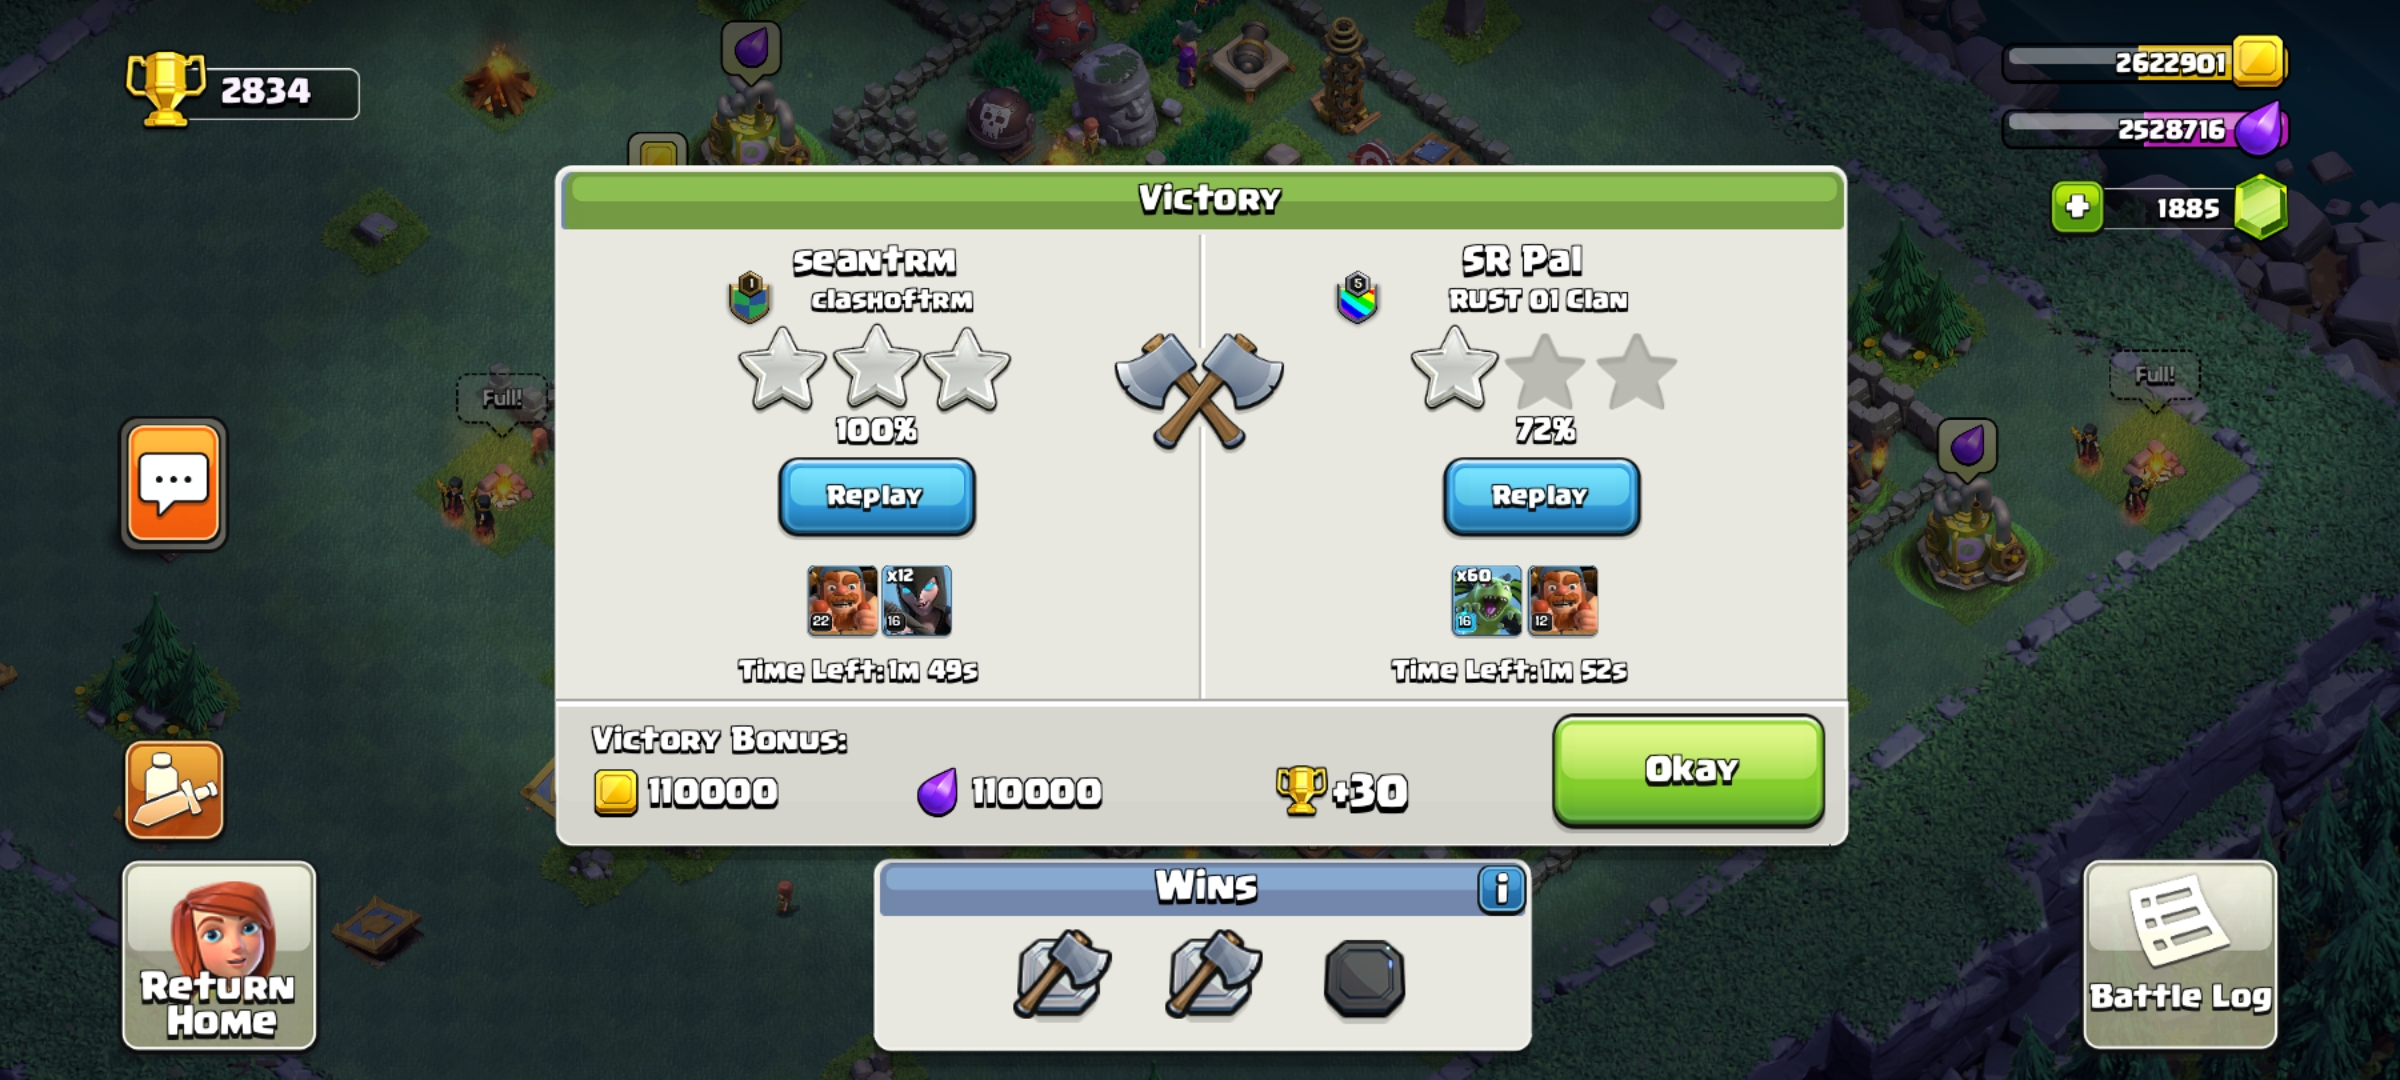 2834
2622901
2528716
1885
Victory
seantrm
clashoftrm
1
100%
Replay
22
x12
16
Time Left:1m 49s
SR Pal
RUST 01 Clan
5
72%
Replay
x60
16
12
Time Left:1m 52s
Full!
Full!
Victory Bonus:
110000
110000
+30
Okay
Wins
i
Return
Home
Battle Log